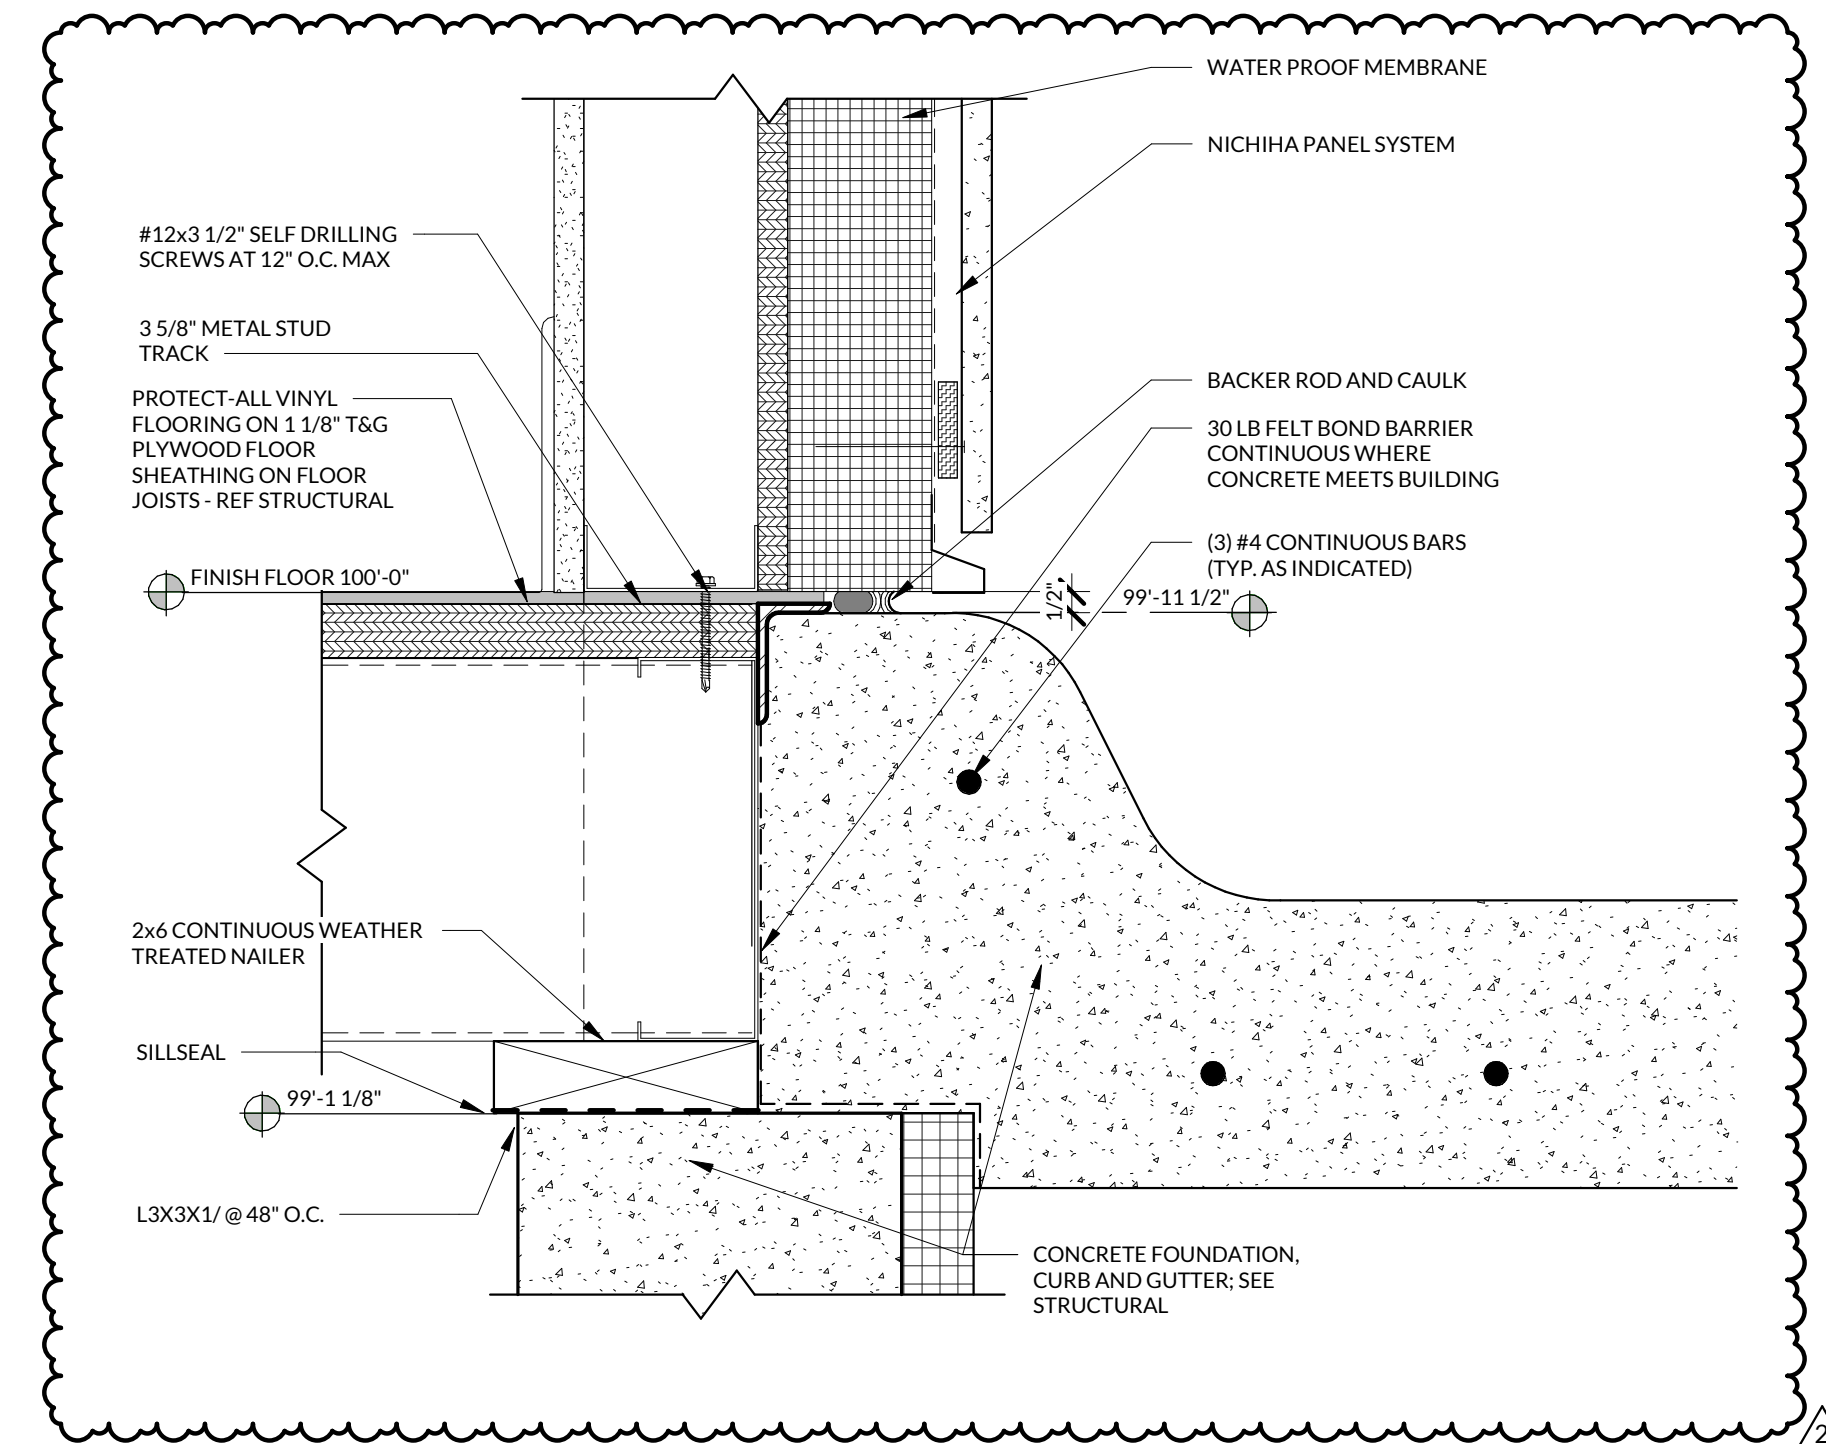 WATER PROOF MEMBRANE
NICHIHA PANEL SYSTEM
#12x3 1/2" SELF DRILLING
SCREWS AT 12" O.C. MAX
3 5/8" METAL STUD
TRACK
PROTECT-ALL VINYL
FLOORING ON 1 1/8" T&G
PLYWOOD FLOOR
SHEATHING ON FLOOR
JOISTS - REF STRUCTURAL
BACKER ROD AND CAULK
30 LB FELT BOND BARRIER
CONTINUOUS WHERE
CONCRETE MEETS BUILDING
(3) #4 CONTINUOUS BARS
(TYP. AS INDICATED)
FINISH FLOOR 100'-0"
1/2"
99'-11 1/2"
2x6 CONTINUOUS WEATHER
TREATED NAILER
SILLSEAL
99'-1 1/8"
L3X3X1/ @ 48" O.C.
CONCRETE FOUNDATION,
CURB AND GUTTER; SEE
STRUCTURAL
2